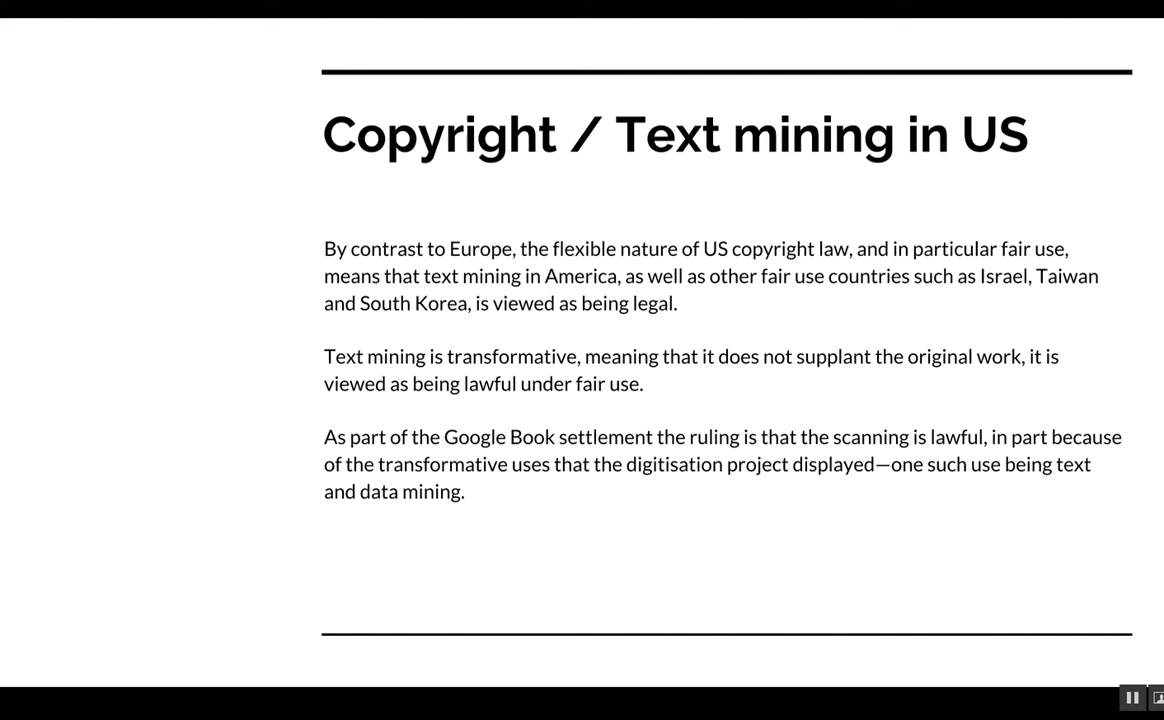 Copyright / Text mining in US
By contrast to Europe, the flexible nature of US copyright law, and in particular fair use,
means that text mining in America, as well as other fair use countries such as Israel, Taiwan
and South Korea, is viewed as being legal.
Text mining is transformative, meaning that it does not supplant the original work, it is
viewed as being lawful under fair use.
As part of the Google Book settlement the ruling is that the scanning is lawful, in part because
of the transformative uses that the digitisation project displayed—one such use being text
and data mining.